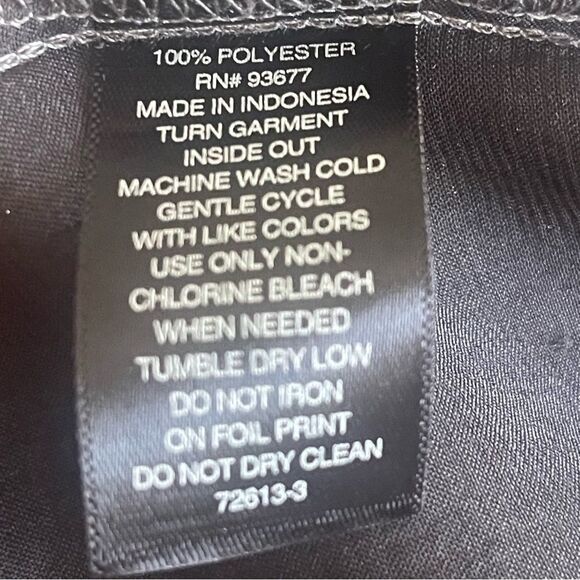 100% POLYESTER
RN# 93677
MADE IN INDONESIA
TURN GARMENT
INSIDE OUT
MACHINE WASH COLD
GENTLE CYCLE
WITH LIKE COLORS
USE ONLY NON-
CHLORINE BLEACH
WHEN NEEDED
TUMBLE DRY LOW
DO NOT IRON
ON FOIL PRINT
DO NOT DRY CLEAN
72613-3